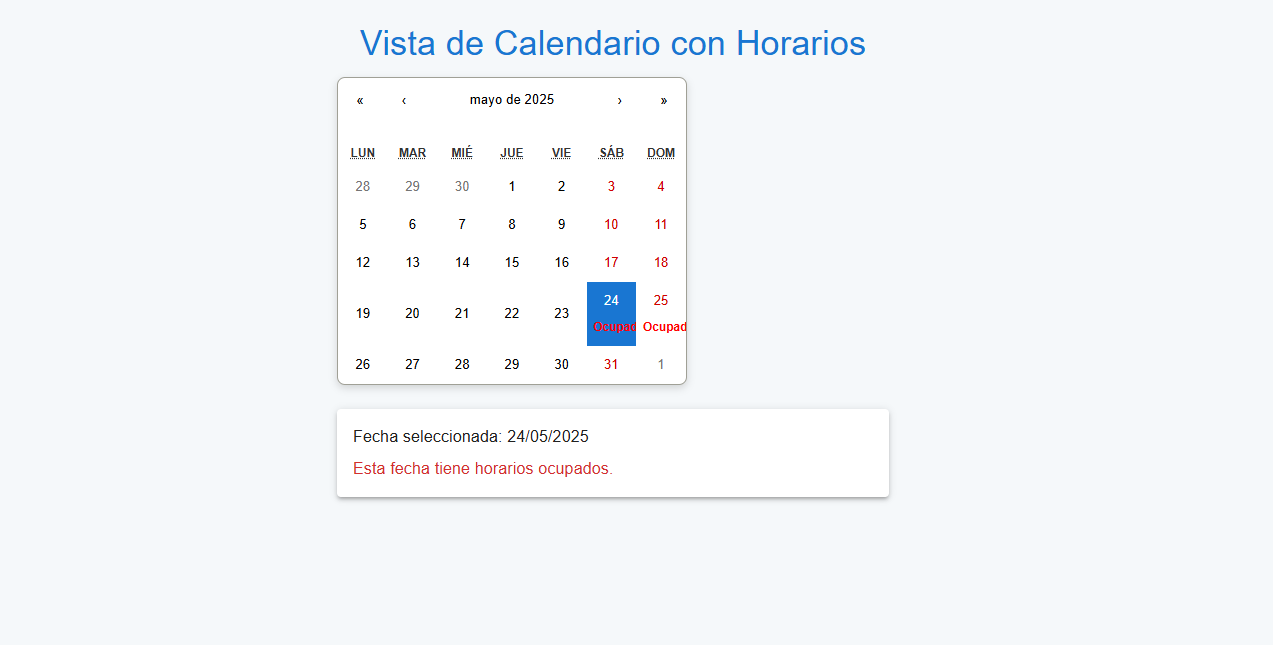 Vista de Calendario con Horarios
« ‹ mayo de 2025 › »
LUN MAR MIÉ JUE VIE SÁB DOM
28 29 30 1 2 3 4
5 6 7 8 9 10 11
12 13 14 15 16 17 18
19 20 21 22 23 24 25
Ocupad Ocupad
26 27 28 29 30 31 1
Fecha seleccionada: 24/05/2025
Esta fecha tiene horarios ocupados.